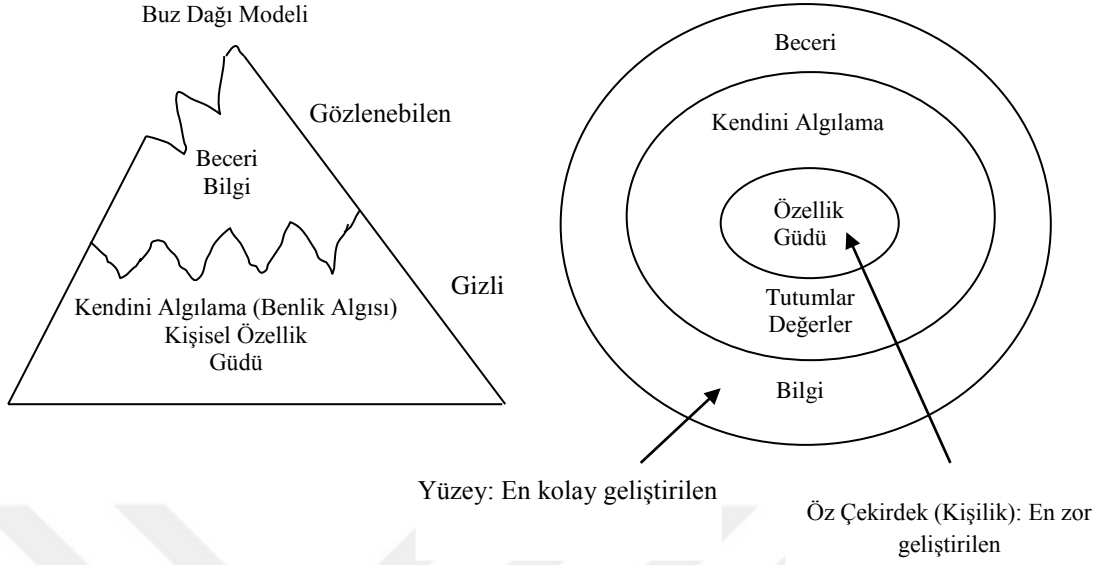 Buz Dağı Modeli
Gözlenebilen
Beceri
Bilgi
Gizli
Kendini Algılama (Benlik Algısı)
Kişisel Özellik
Güdü
Beceri
Kendini Algılama
Özellik
Güdü
Tutumlar
Değerler
Bilgi
Yüzey: En kolay geliştirilen
Öz Çekirdek (Kişilik): En zor
geliştirilen